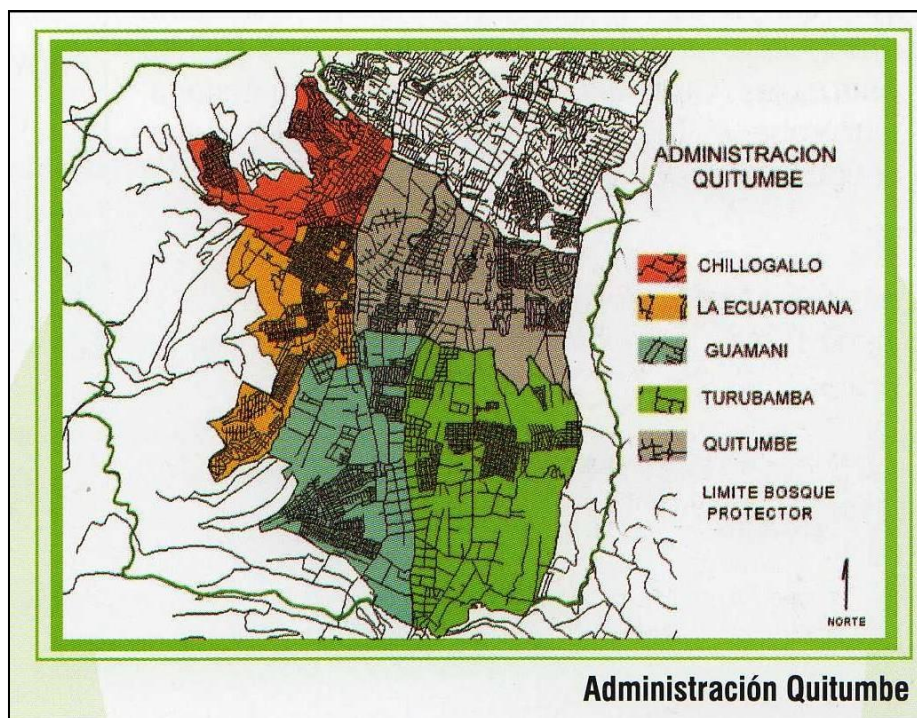 ADMINISTRACION
QUITUMBE
CHILLOGALLO
LA ECUATORIANA
GUAMANI
TURUBAMBA
QUITUMBE
LIMITE BOSQUE
PROTECTOR
NORTE
Administración Quitumbe